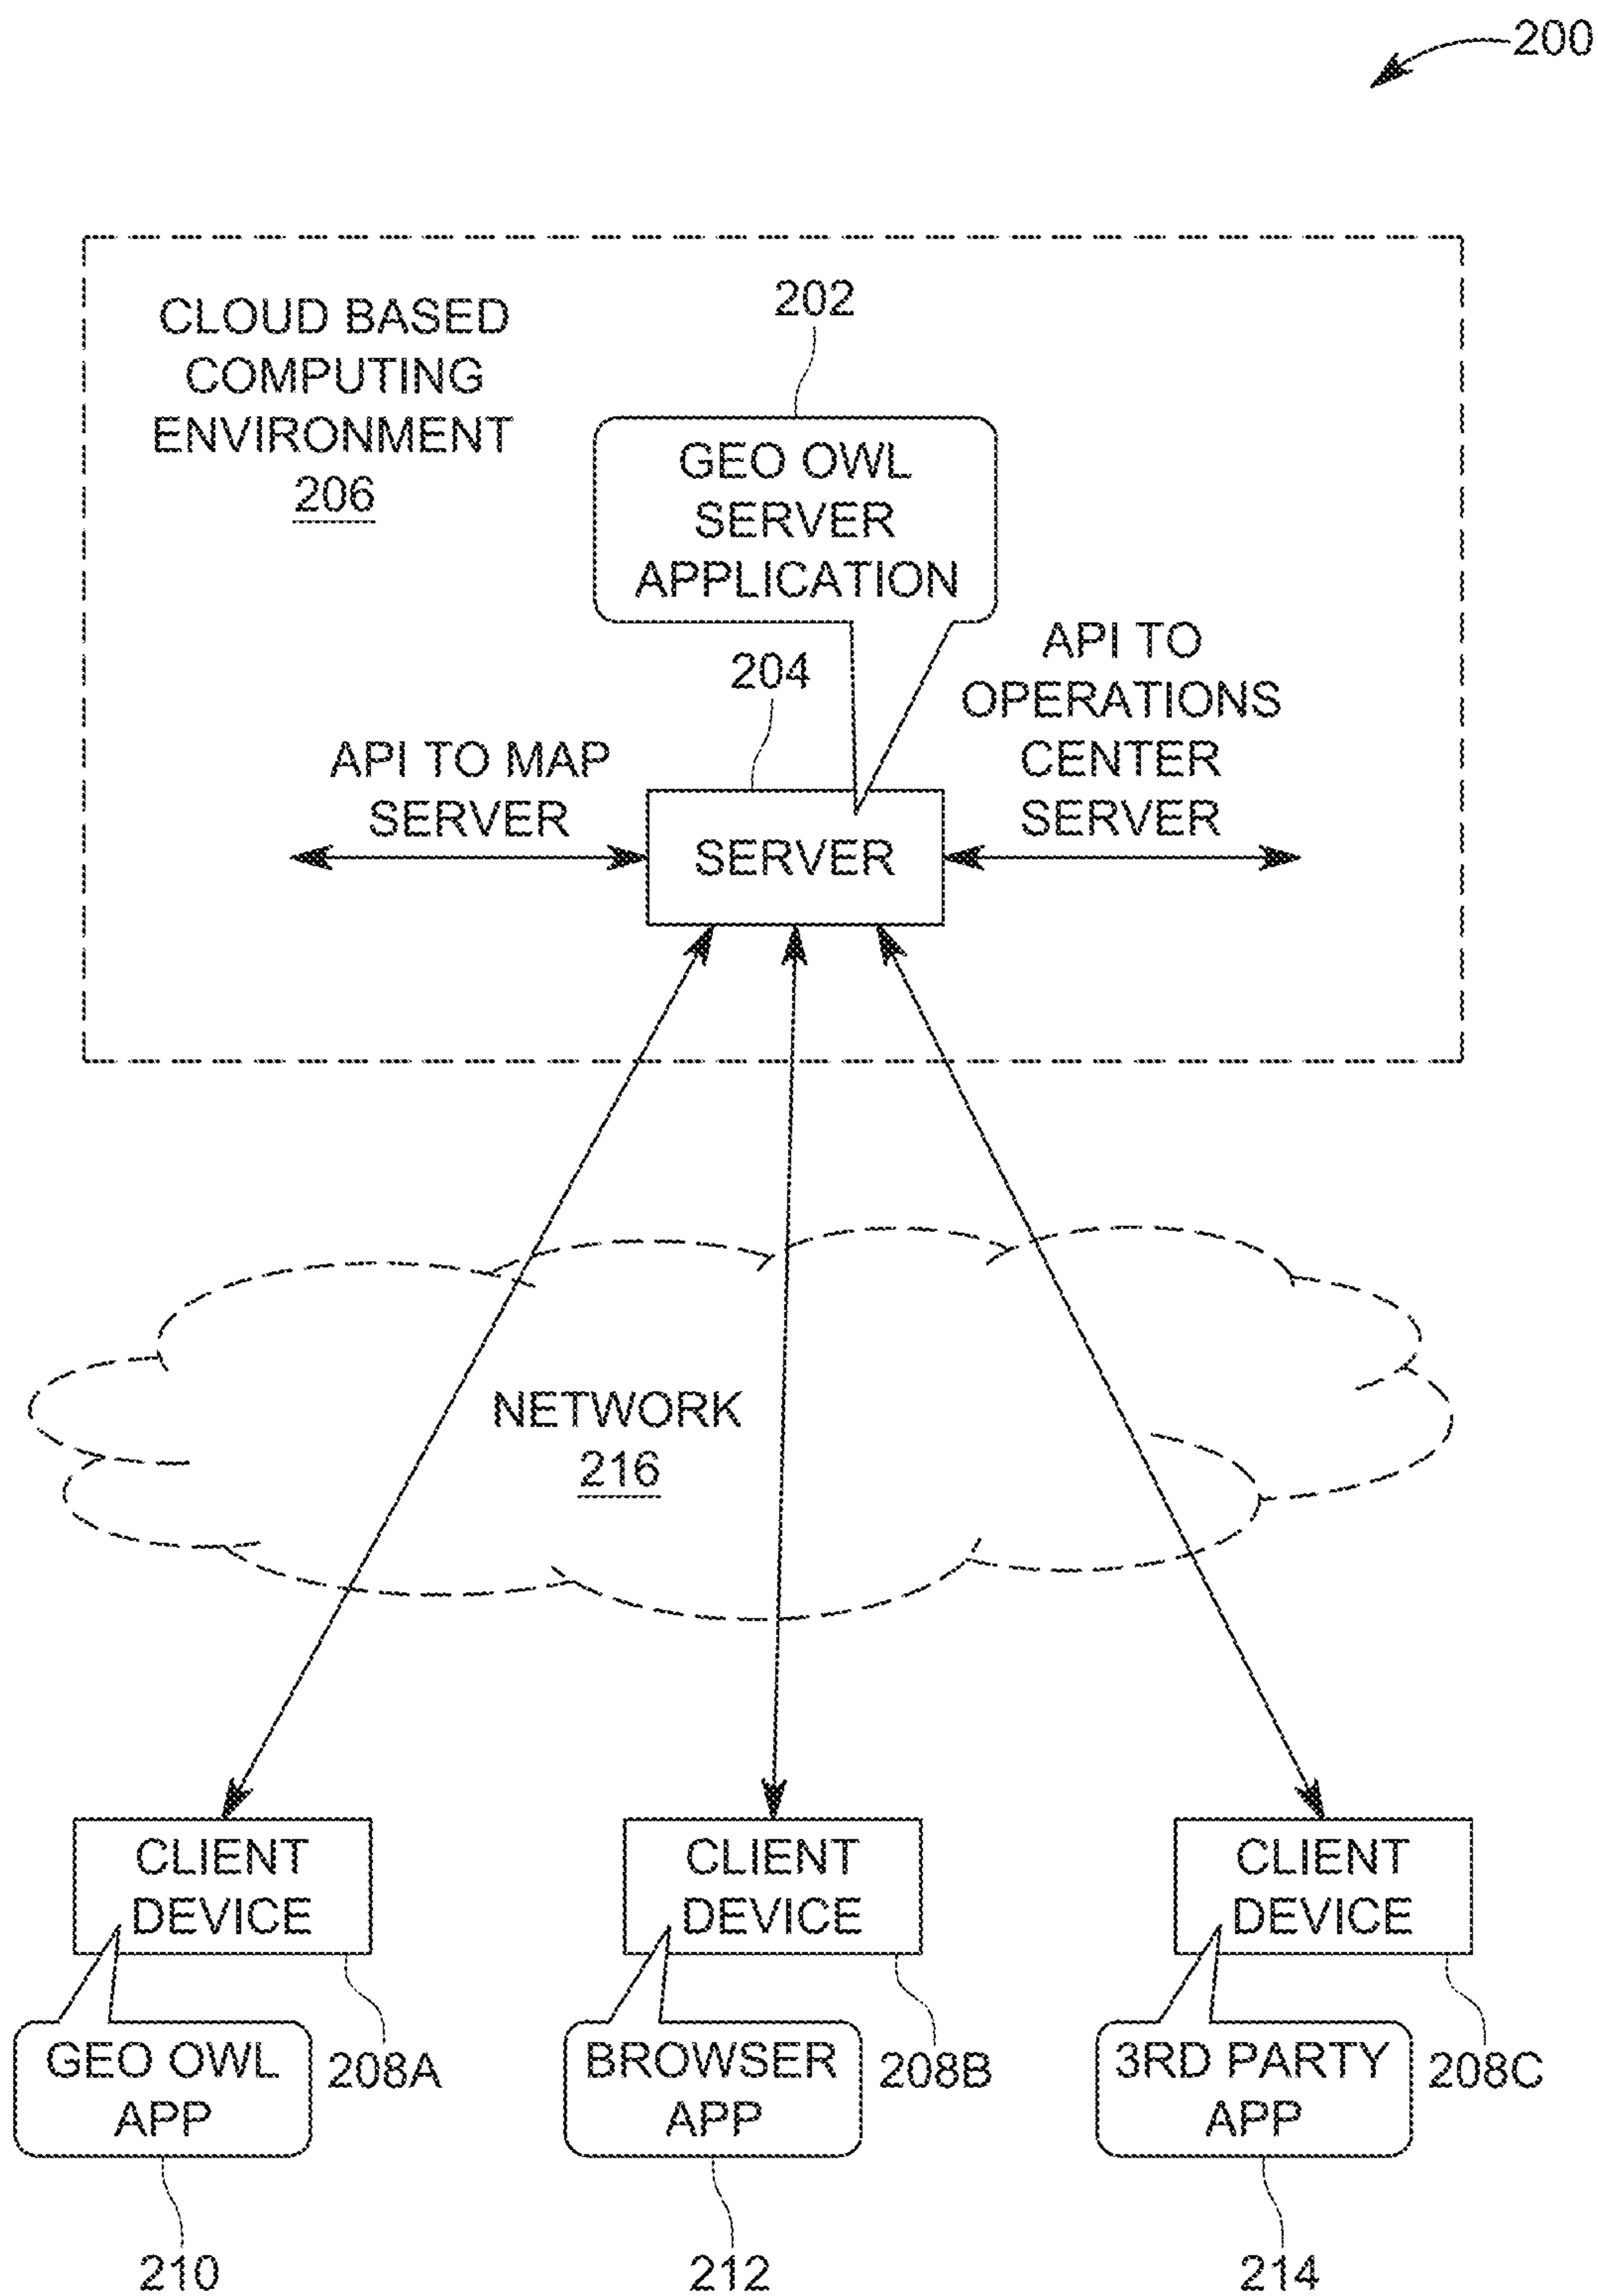 200
CLOUD BASED
COMPUTING
ENVIRONMENT
206
202
GEO OWL
SERVER
APPLICATION
204
API TO MAP
SERVER
SERVER
API TO
OPERATIONS
CENTER
SERVER
NETWORK
216
CLIENT
DEVICE
GEO OWL
APP
208A
210
CLIENT
DEVICE
BROWSER
APP
208B
212
CLIENT
DEVICE
3RD PARTY
APP
208C
214